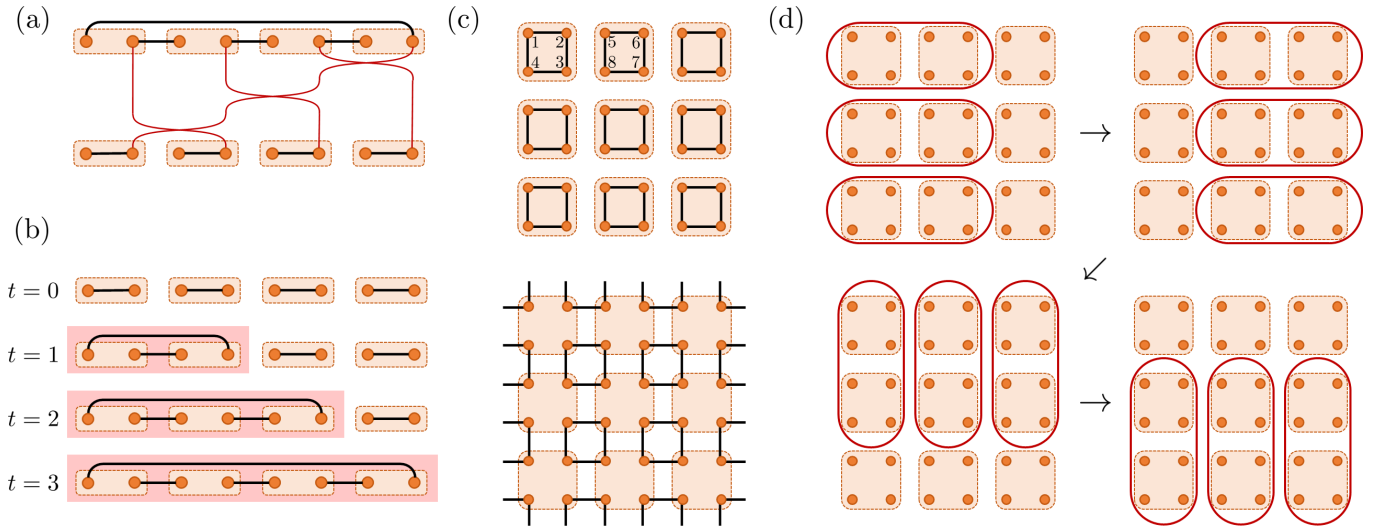 (a)
(b)
t = 0
t = 1
t = 2
t = 3
(c)
1 2 5 6
4 3 8 7
(d)